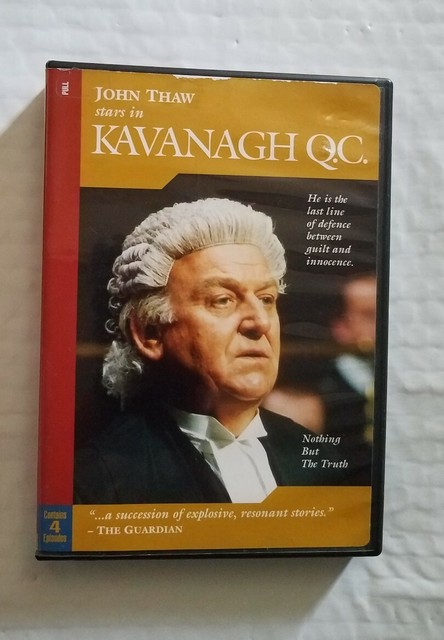 PULL
JOHN THAW
stars in
KAVANAGH Q.C.
He is the
last line
of defence
between
guilt and
innocence.
Nothing
But
The Truth
Contains
4
Episodes
"...a succession of explosive, resonant stories."
– THE GUARDIAN